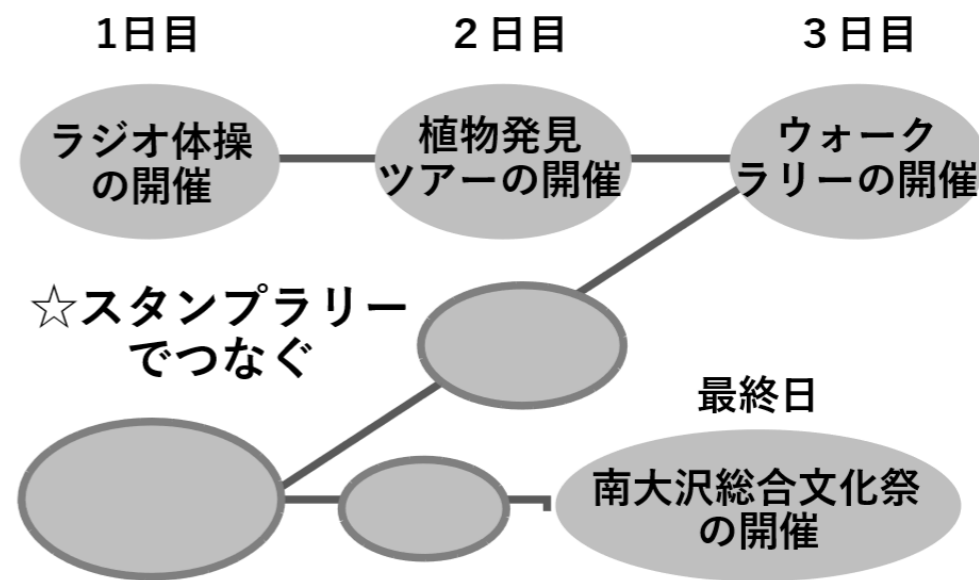 1日目
2日目
3日目
ラジオ体操
の開催
植物発見
ツアーの開催
ウォーク
ラリーの開催
☆スタンプラリー
でつなぐ
最終日
南大沢総合文化祭
の開催